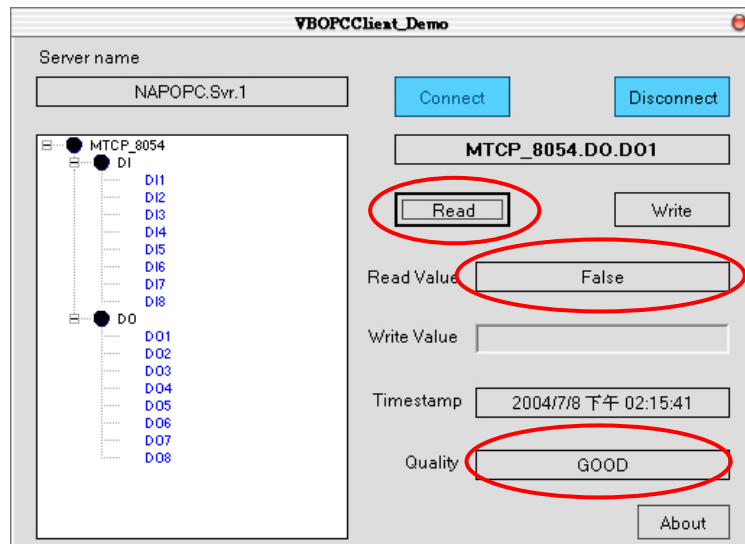 VBOPCClient_Demo
Server name
NAPOPC.Svr.1
Connect
Disconnect
MTCP_8054
DI
DI1
DI2
DI3
DI4
DI5
DI6
DI7
DI8
DO
DO1
DO2
DO3
DO4
DO5
DO6
DO7
DO8
MTCP_8054.DO.DO1
Read
Write
Read Value
False
Write Value
Timestamp
2004/7/8 下午 02:15:41
Quality
GOOD
About